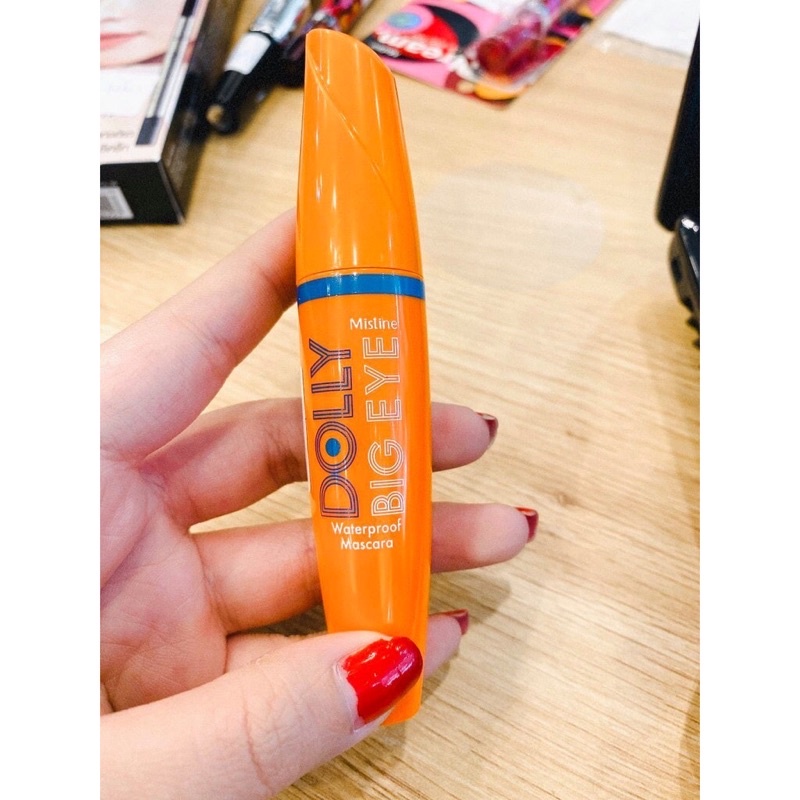 Mistine
DOLLY
BIG EYE
Waterproof
Mascara